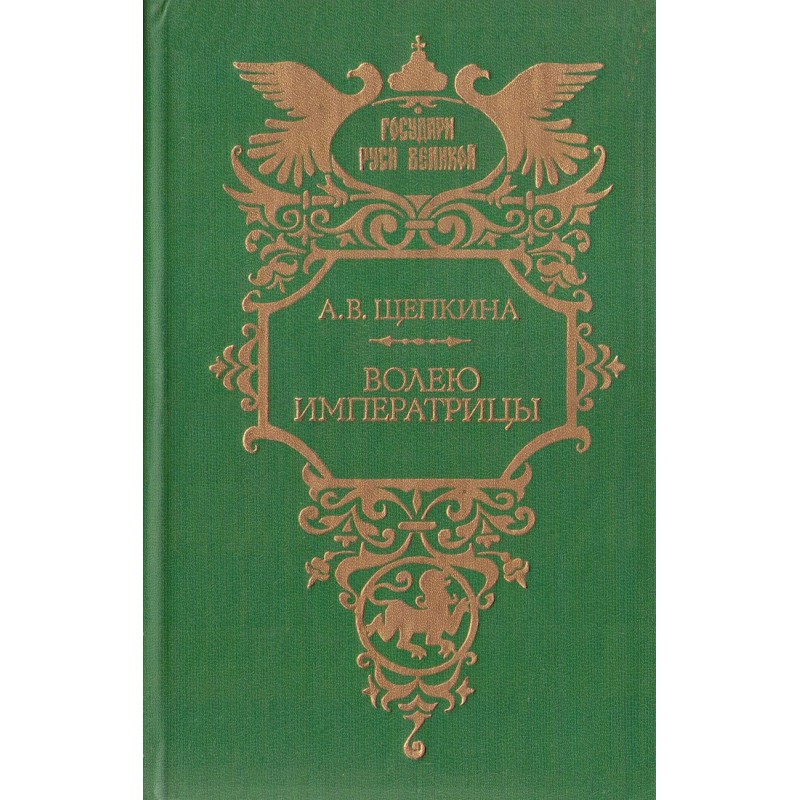 ГОСУДАРИ
РУСИ ВЕЛИКОЙ
А. В. ЩЕПКИНА
ВОЛЕЮ
ИМПЕРАТРИЦЫ